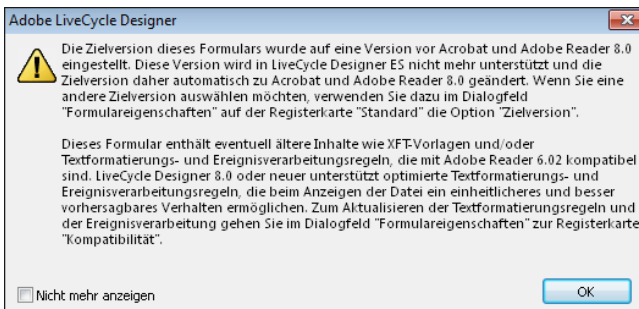 Adobe LiveCycle Designer
Die Zielversion dieses Formulars wurde auf eine Version vor Acrobat und Adobe Reader 8.0
eingestellt. Diese Version wird in LiveCycle Designer ES nicht mehr unterstützt und die
Zielversion daher automatisch zu Acrobat und Adobe Reader 8.0 geändert. Wenn Sie eine
andere Zielversion auswählen möchten, verwenden Sie dazu im Dialogfeld
"Formulareigenschaften" auf der Registerkarte "Standard" die Option "Zielversion".
Dieses Formular enthält eventuell ältere Inhalte wie XFT-Vorlagen und/oder
Textformatierungs- und Ereignisverarbeitungsregeln, die mit Adobe Reader 6.02 kompatibel
sind. LiveCycle Designer 8.0 oder neuer unterstützt optimierte Textformatierungs- und
Ereignisverarbeitungsregeln, die beim Anzeigen der Datei ein einheitlicheres und besser
vorhersagbares Verhalten ermöglichen. Zum Aktualisieren der Textformatierungsregeln und
der Ereignisverarbeitung gehen Sie im Dialogfeld "Formulareigenschaften" zur Registerkarte
"Kompatibilität".
Nicht mehr anzeigen
OK